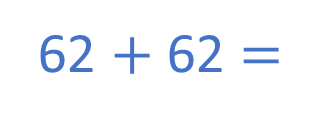 62 + 62 =